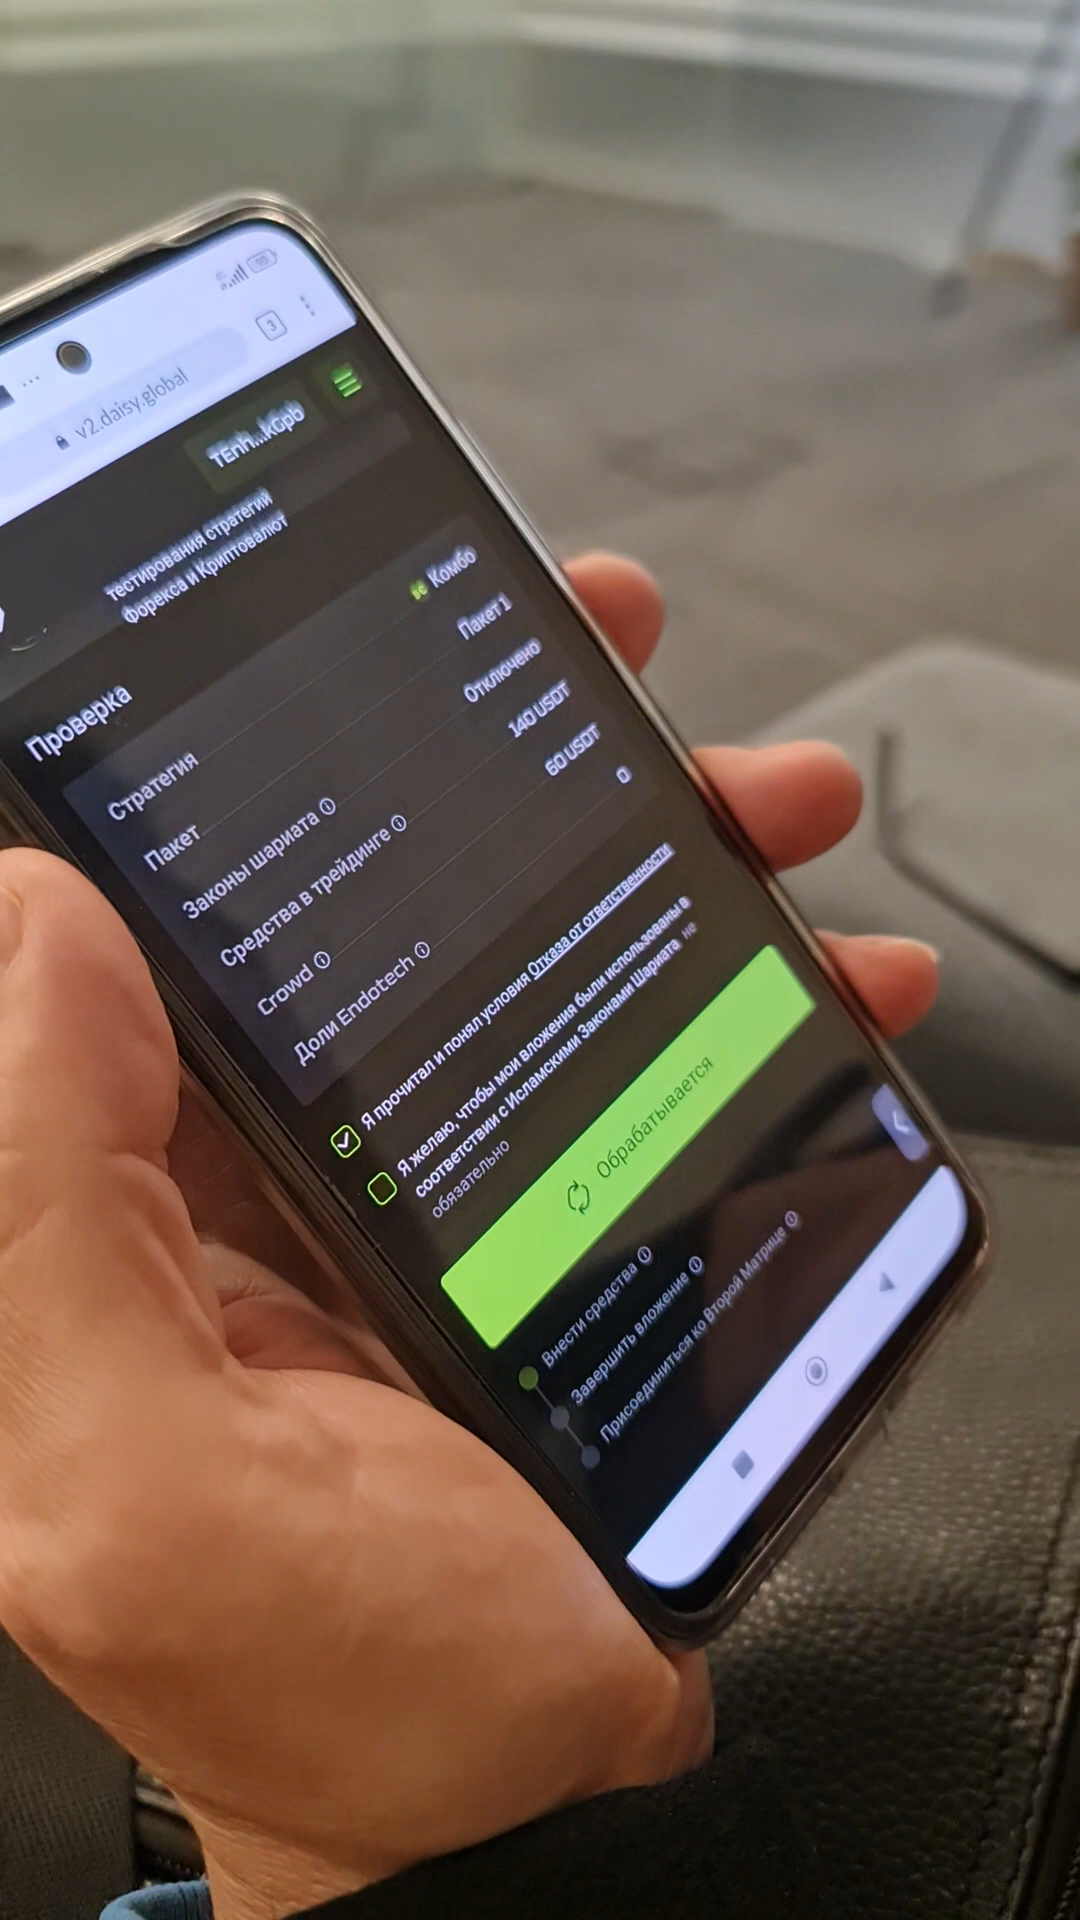 90
3
v2.daisy.global
TEnh...kGpb
тестирования стратегий
Форекса и Криптовалют
Проверка
Стратегия Комбо
Пакет Пакет 1
Законы шариата Отключено
Средства в трейдинге 140 USDT
Crowd 60 USDT
Доли Endotech 0
Я прочитал и понял условия Отказа от ответственности
Я желаю, чтобы мои вложения были использованы в
соответствии с Исламскими Законами Шариата не
обязательно
Обрабатывается
Внести средства
Завершить вложение
Присоединиться ко Второй Матрице